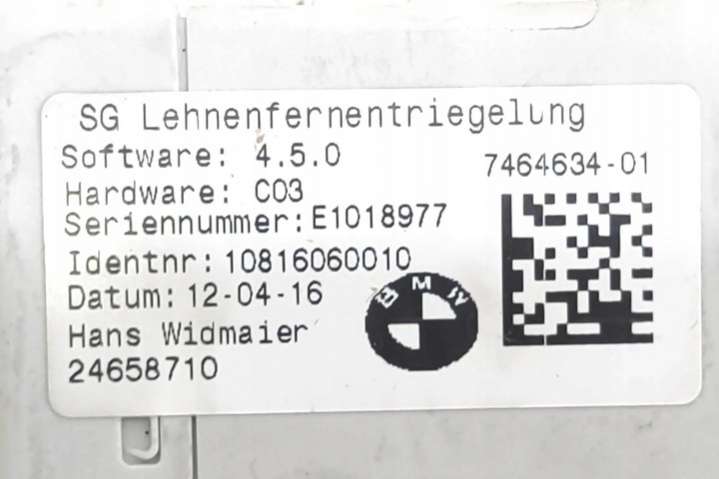 SG Lehnenfernentriegelung
Software: 4.5.0
7464634-01
Hardware: C03
Seriennummer: E1018977
Identnr: 10816060010
Datum: 12-04-16
BMW
Hans Widmaier
24658710